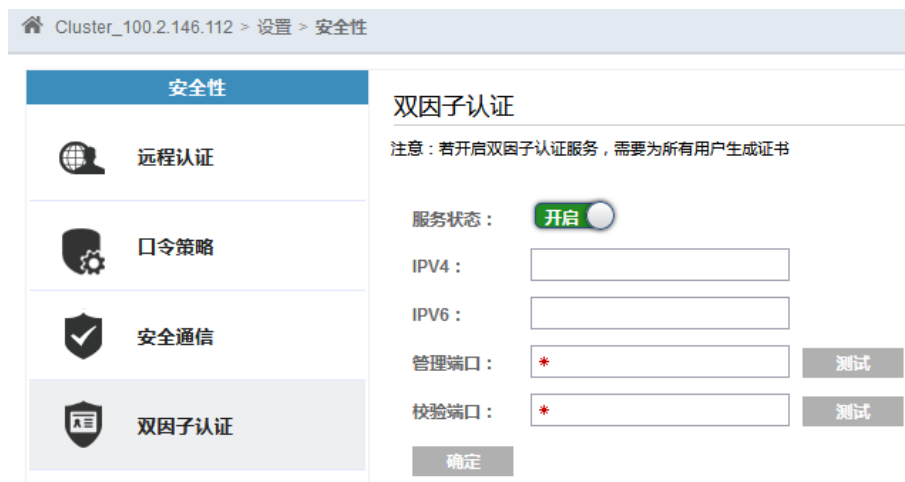 Cluster_100.2.146.112 > 设置 > 安全性
安全性
远程认证
口令策略
安全通信
双因子认证
双因子认证
注意：若开启双因子认证服务，需要为所有用户生成证书
服务状态： 开启
IPV4：
IPV6：
管理端口： * 测试
校验端口： * 测试
确定